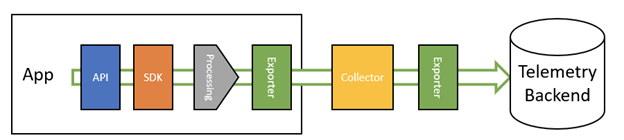 App
API
SDK
Processing
Exporter
Collector
Exporter
Telemetry
Backend